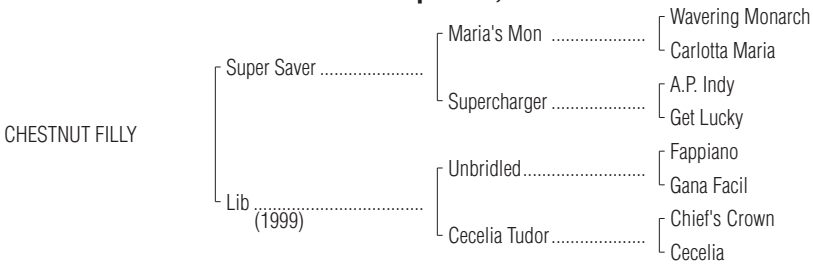 Wavering Monarch
Maria's Mon ....................
Carlotta Maria
Super Saver ......................
A.P. Indy
Supercharger ....................
Get Lucky
CHESTNUT FILLY
Fappiano
Unbridled..........................
Gana Facil
Lib ....................................
(1999)
Chief's Crown
Cecelia Tudor....................
Cecelia